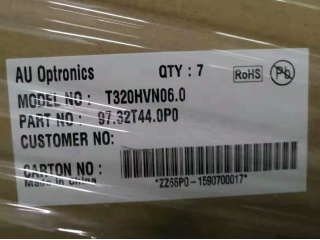 AU Optronics QTY : 7 RoHS Pb
MODEL NO : T320HVN06.0
PART NO : 97.32T44.0P0
CUSTOMER NO:
CARTON NO :
Made in China *ZZ66P0-1590700017*